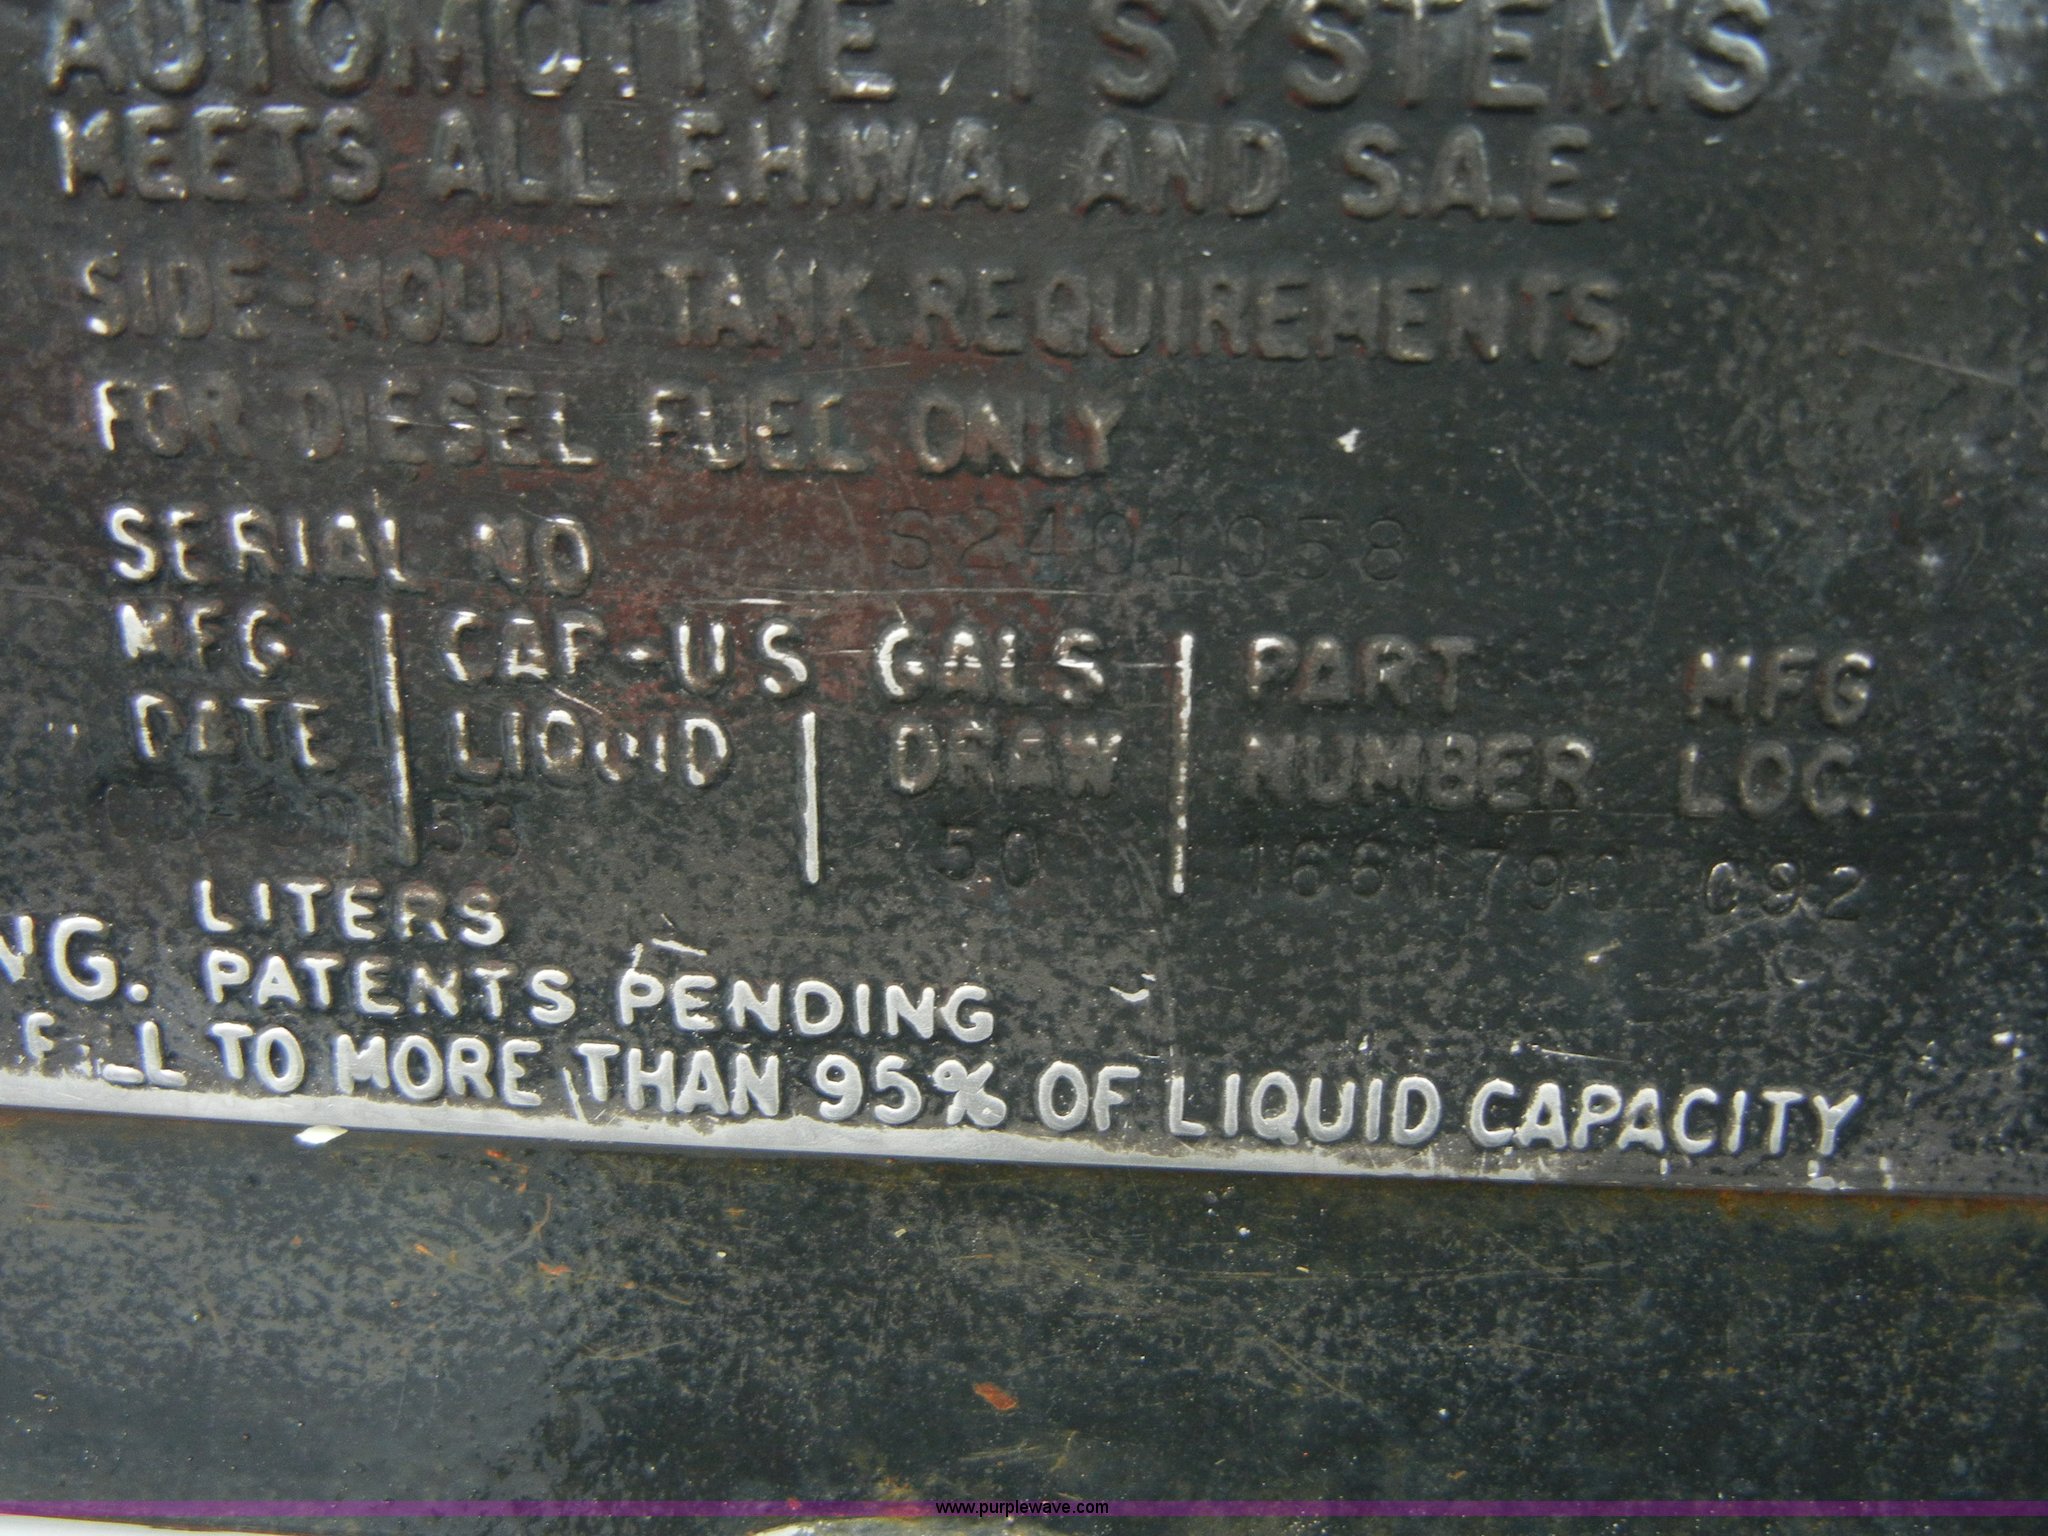 AUTOMOTIVE SYSTEMS
MEETS ALL F.H.W.A. AND S.A.E.
SIDE-MOUNT TANK REQUIREMENTS
FOR DIESEL FUEL ONLY
SERIAL NO S2401958
MFG CAP-US GALS PART MFG
DATE LIQUID DRAW NUMBER LOC.
50 C92
LITERS
NG. PATENTS PENDING
FILL TO MORE THAN 95% OF LIQUID CAPACITY
www.purplewave.com